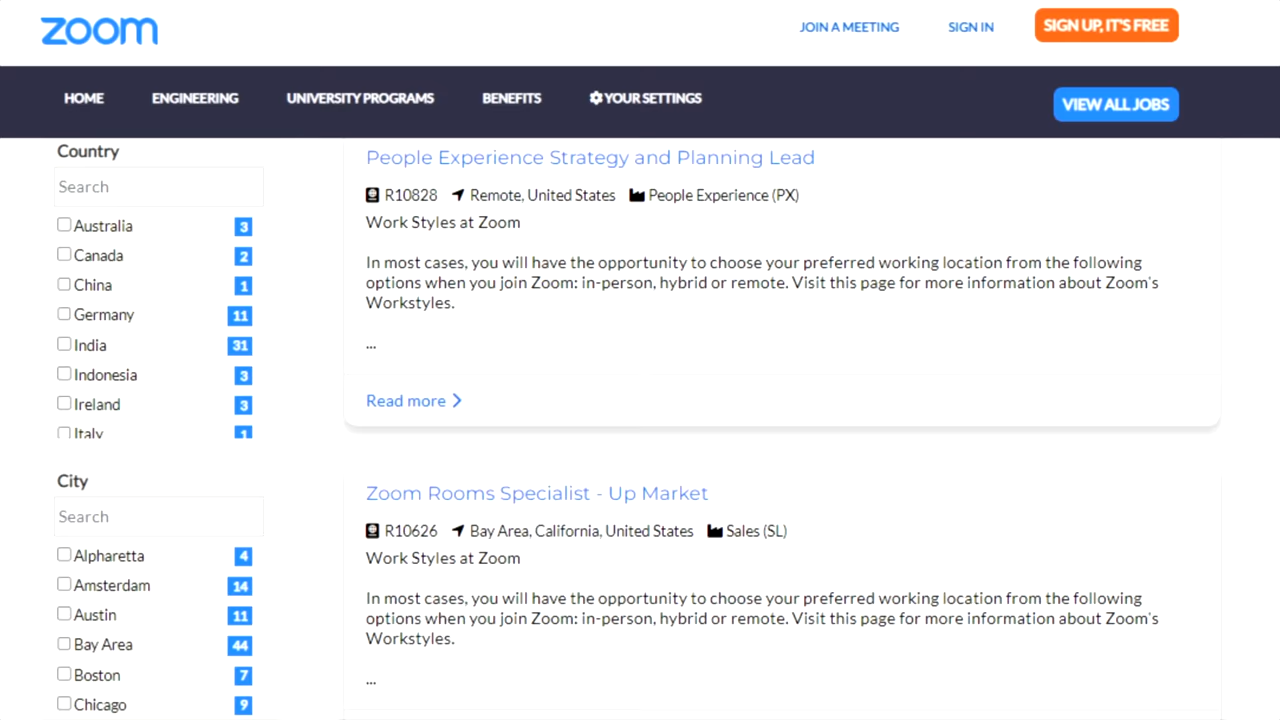 zoom
JOIN A MEETING
SIGN IN
SIGN UP, IT'S FREE
HOME
ENGINEERING
UNIVERSITY PROGRAMS
BENEFITS
YOUR SETTINGS
VIEW ALL JOBS
Country
Search
Australia 3
Canada 2
China 1
Germany 11
India 31
Indonesia 3
Ireland 3
Italy 1
City
Search
Alpharetta 4
Amsterdam 14
Austin 11
Bay Area 44
Boston 7
Chicago 9
People Experience Strategy and Planning Lead
R10828 Remote, United States People Experience (PX)
Work Styles at Zoom
In most cases, you will have the opportunity to choose your preferred working location from the following
options when you join Zoom: in-person, hybrid or remote. Visit this page for more information about Zoom's
Workstyles.
...
Read more
Zoom Rooms Specialist - Up Market
R10626 Bay Area, California, United States Sales (SL)
Work Styles at Zoom
In most cases, you will have the opportunity to choose your preferred working location from the following
options when you join Zoom: in-person, hybrid or remote. Visit this page for more information about Zoom's
Workstyles.
...